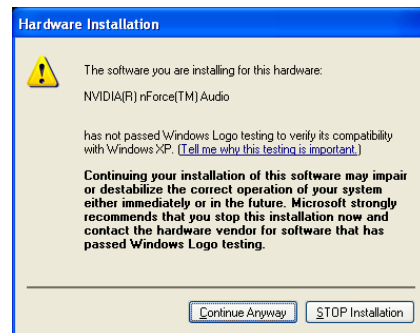 Hardware Installation
The software you are installing for this hardware:
NVIDIA(R) nForce(TM) Audio
has not passed Windows Logo testing to verify its compatibility
with Windows XP. (Tell me why this testing is important.)
Continuing your installation of this software may impair
or destabilize the correct operation of your system
either immediately or in the future. Microsoft strongly
recommends that you stop this installation now and
contact the hardware vendor for software that has
passed Windows Logo testing.
Continue Anyway STOP Installation